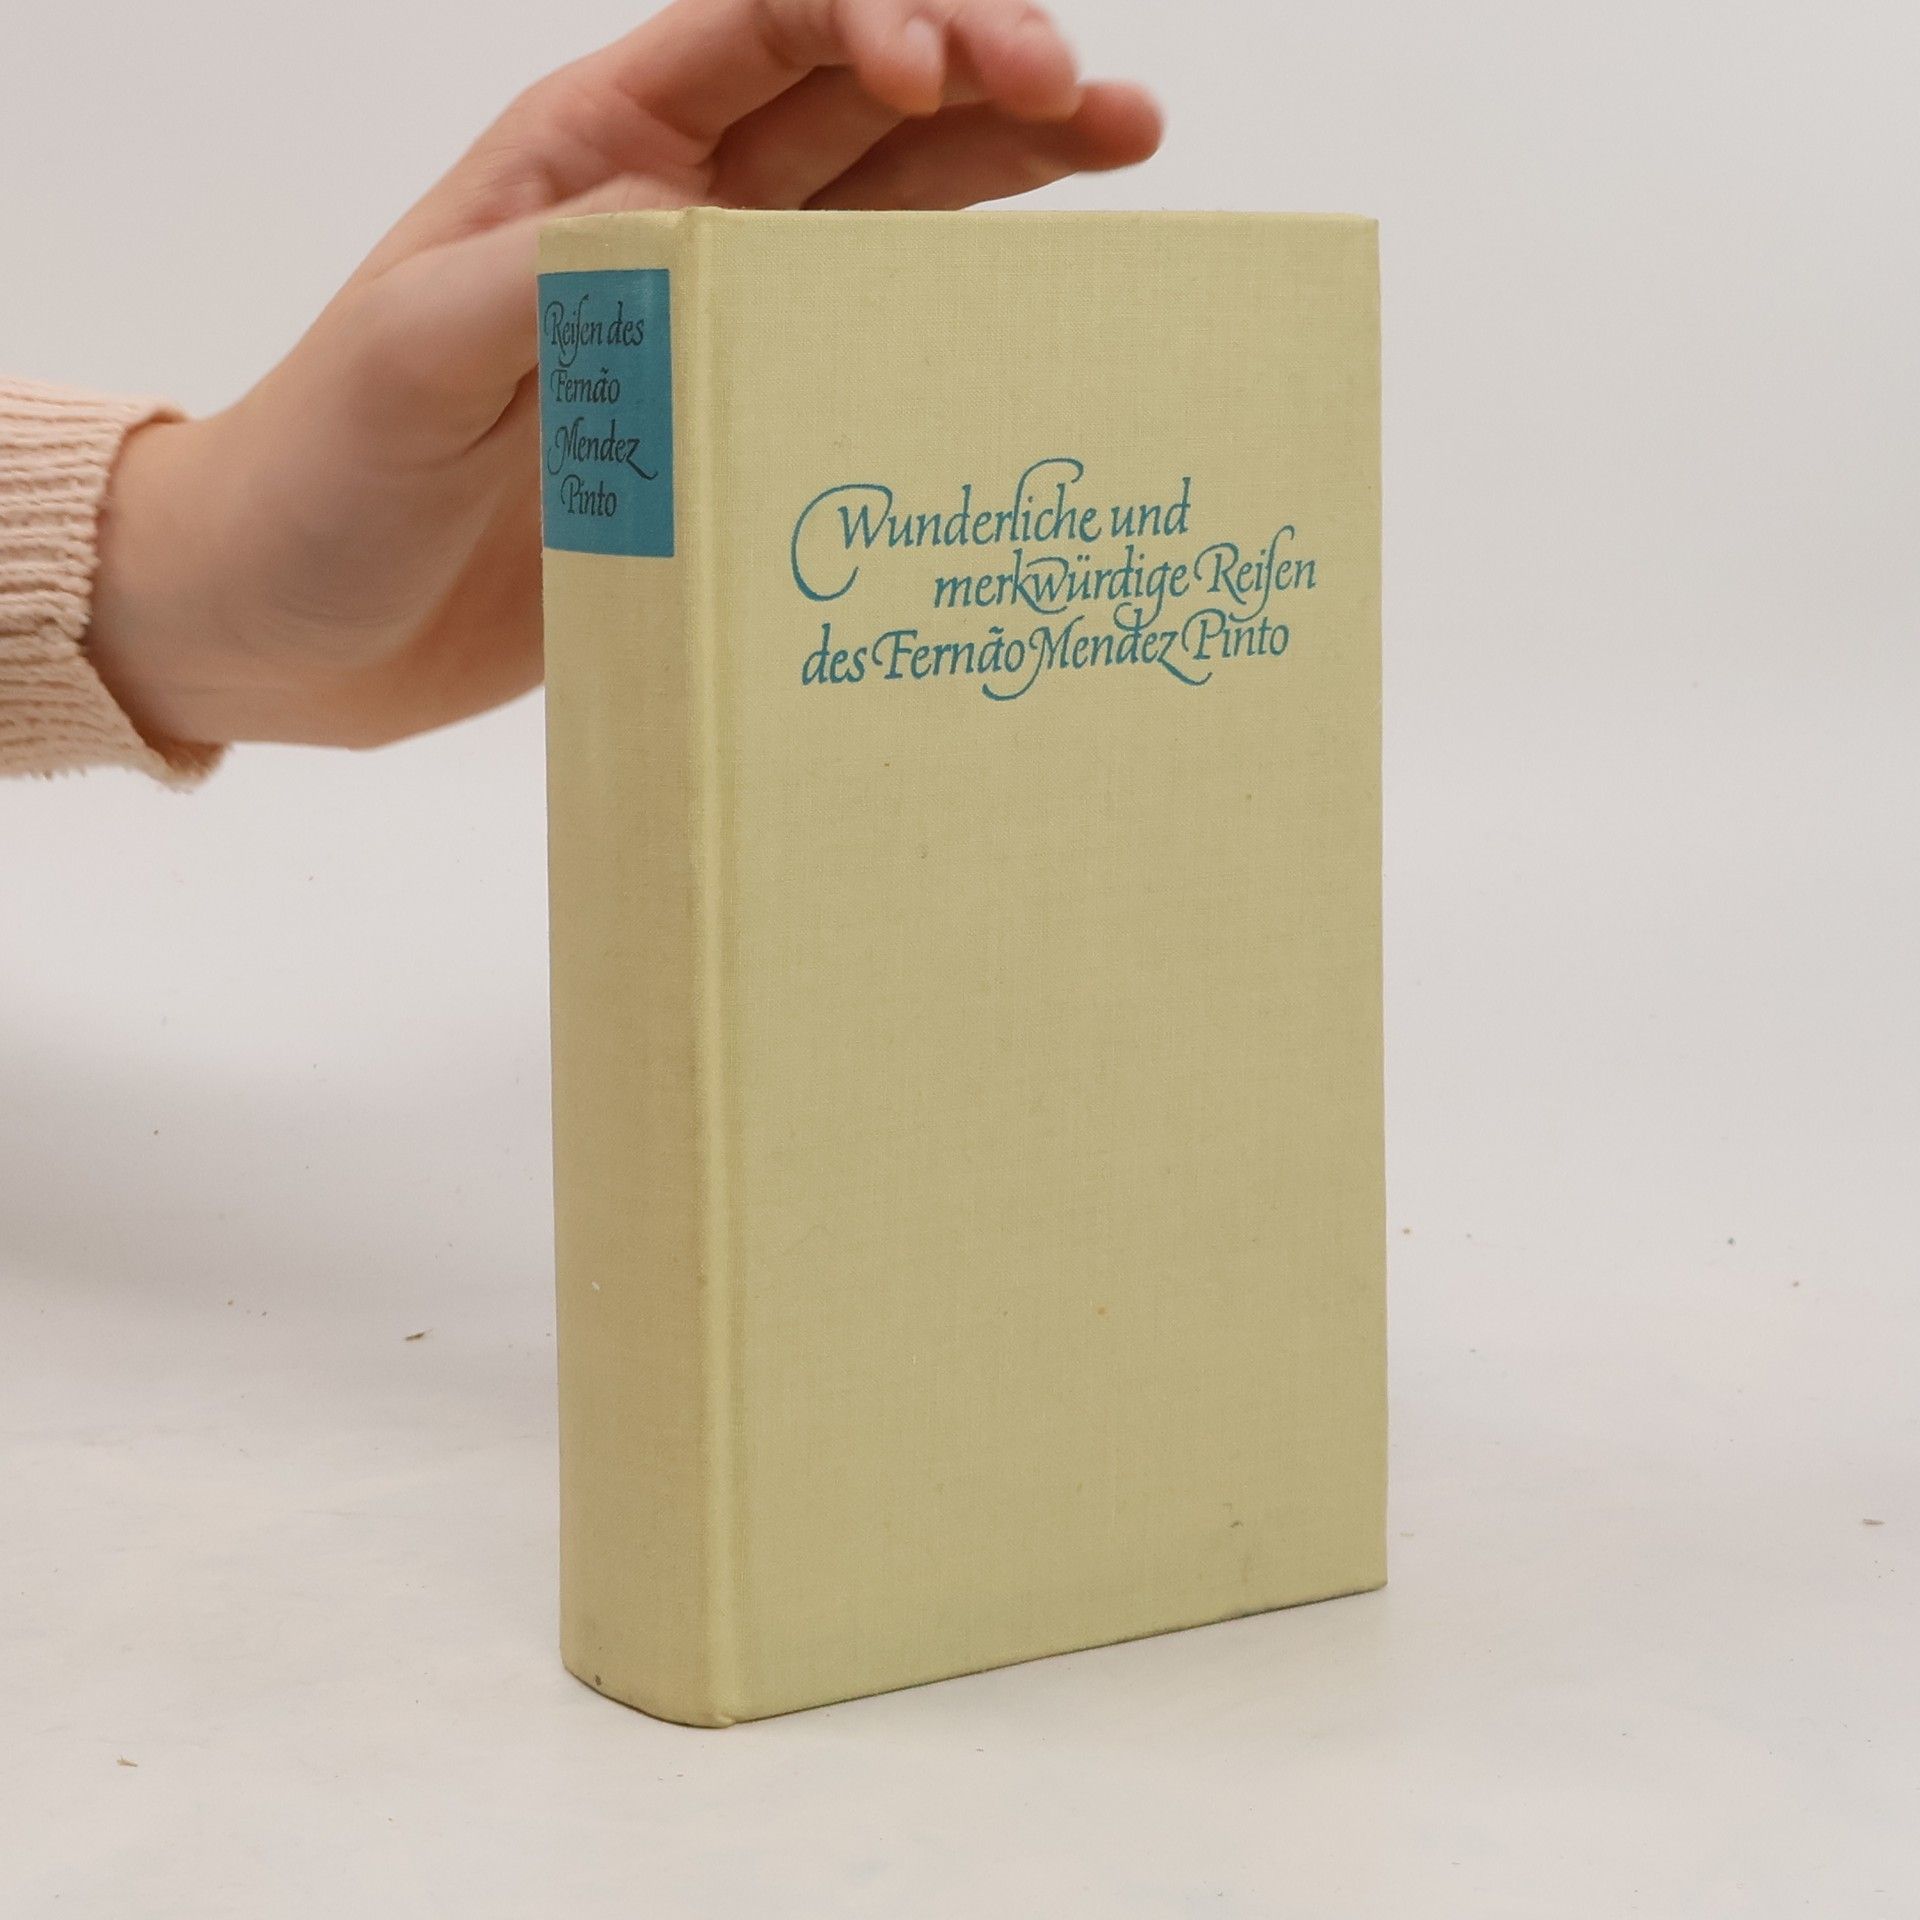 Reiſen des
Fernão
Mendez
Pinto
Wunderliche und
merkwürdige Reiſen
des Fernão Mendez Pinto